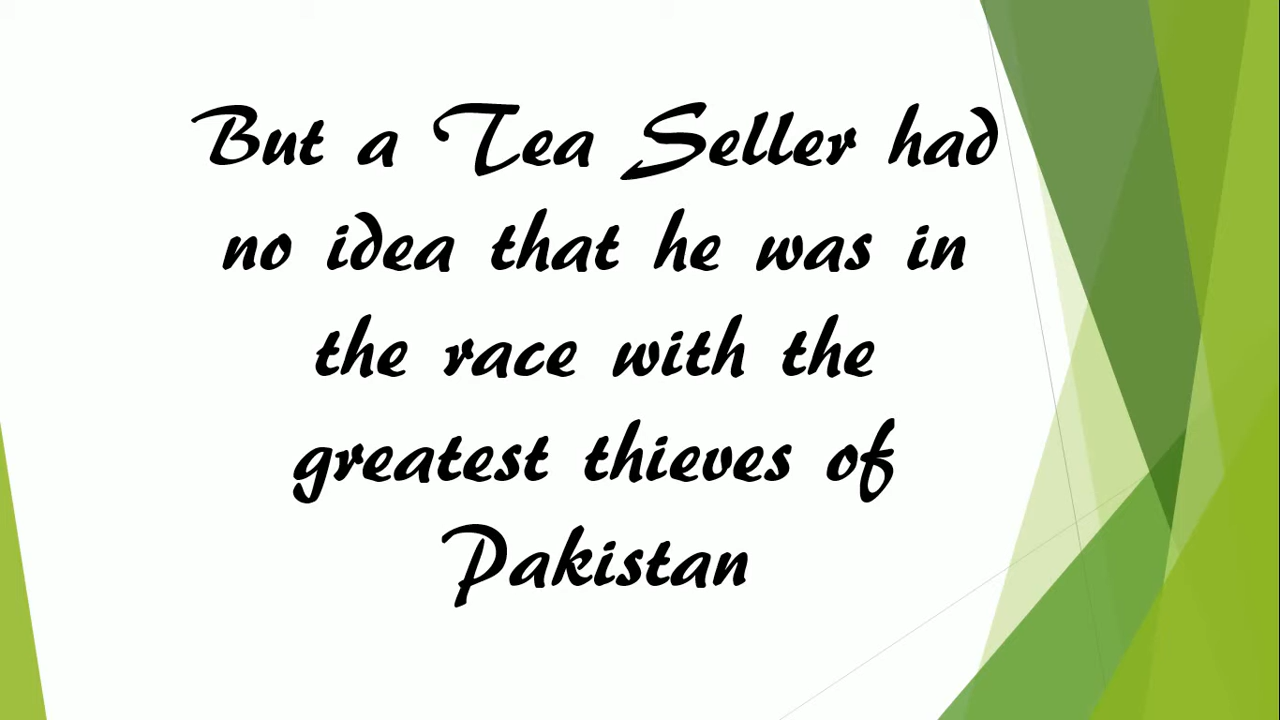 But a Tea Seller had
no idea that he was in
the race with the
greatest thieves of
Pakistan